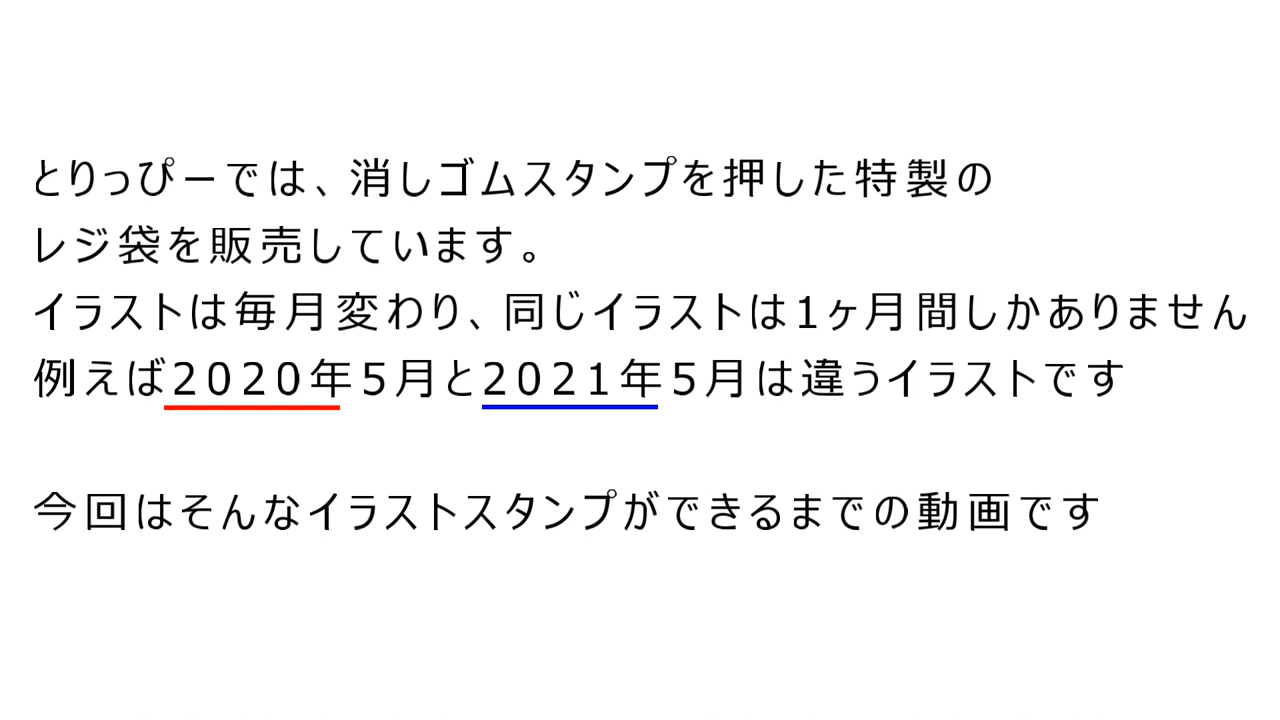 とりっぴーでは、消しゴムスタンプを押した特製の
レジ袋を販売しています。
イラストは毎月変わり、同じイラストは1ヶ月間しかありません
例えば２０２０年５月と２０２１年５月は違うイラストです
今回はそんなイラストスタンプができるまでの動画です